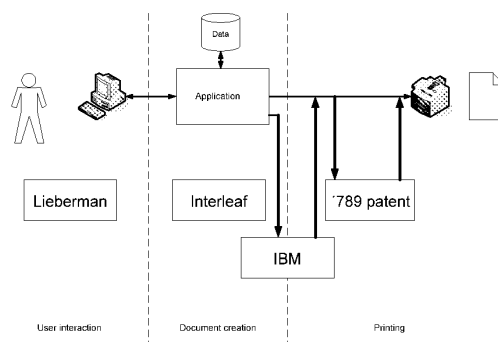 Data
Application
Lieberman
Interleaf
'789 patent
IBM
User interaction
Document creation
Printing